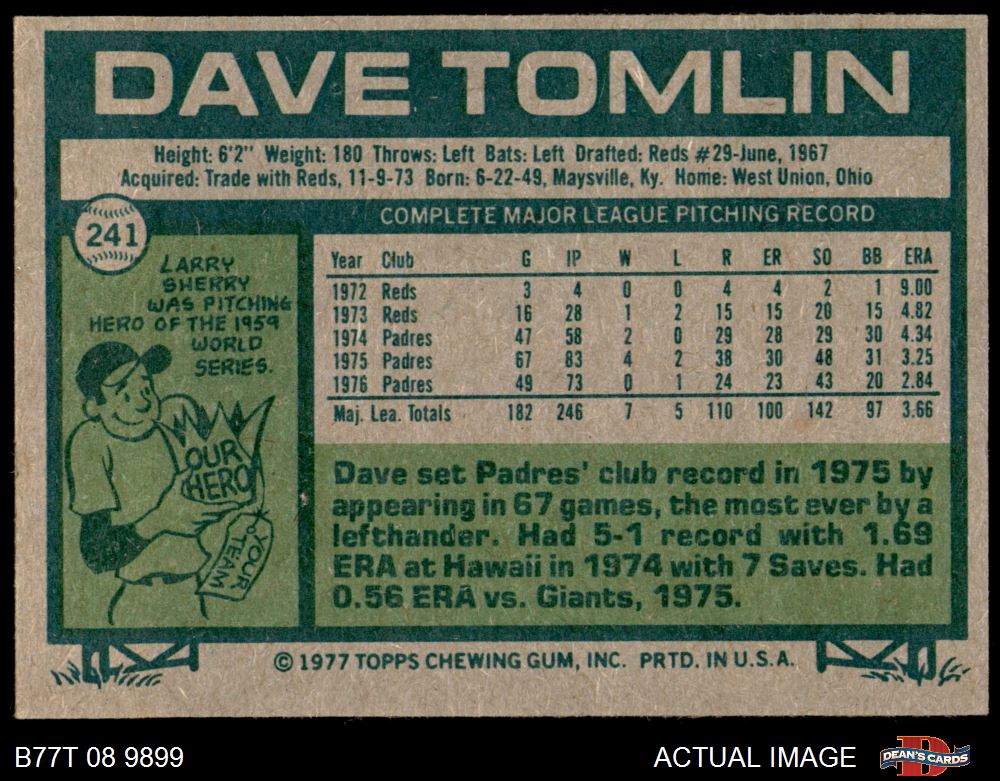 DAVE TOMLIN
Height: 6'2" Weight: 180 Throws: Left Bats: Left Drafted: Reds #29-June, 1967
Acquired: Trade with Reds, 11-9-73 Born: 6-22-49, Maysville, Ky. Home: West Union, Ohio
241
LARRY
SHERRY
WAS PITCHING
HERO OF THE 1959
WORLD
SERIES.
OUR
HERO
YOUR
TEAM
COMPLETE MAJOR LEAGUE PITCHING RECORD
Year Club G IP W L R ER SO BB ERA
1972 Reds 3 4 0 0 4 4 2 1 9.00
1973 Reds 16 28 1 2 15 15 20 15 4.82
1974 Padres 47 58 2 0 29 28 29 30 4.34
1975 Padres 67 83 4 2 38 30 48 31 3.25
1976 Padres 49 73 0 1 24 23 43 20 2.84
Maj. Lea. Totals 182 246 7 5 110 100 142 97 3.66
Dave set Padres' club record in 1975 by
appearing in 67 games, the most ever by a
lefthander. Had 5-1 record with 1.69
ERA at Hawaii in 1974 with 7 Saves. Had
0.56 ERA vs. Giants, 1975.
© 1977 TOPPS CHEWING GUM, INC. PRTD. IN U.S.A.
B77T 08 9899
ACTUAL IMAGE
DEAN'S CARDS